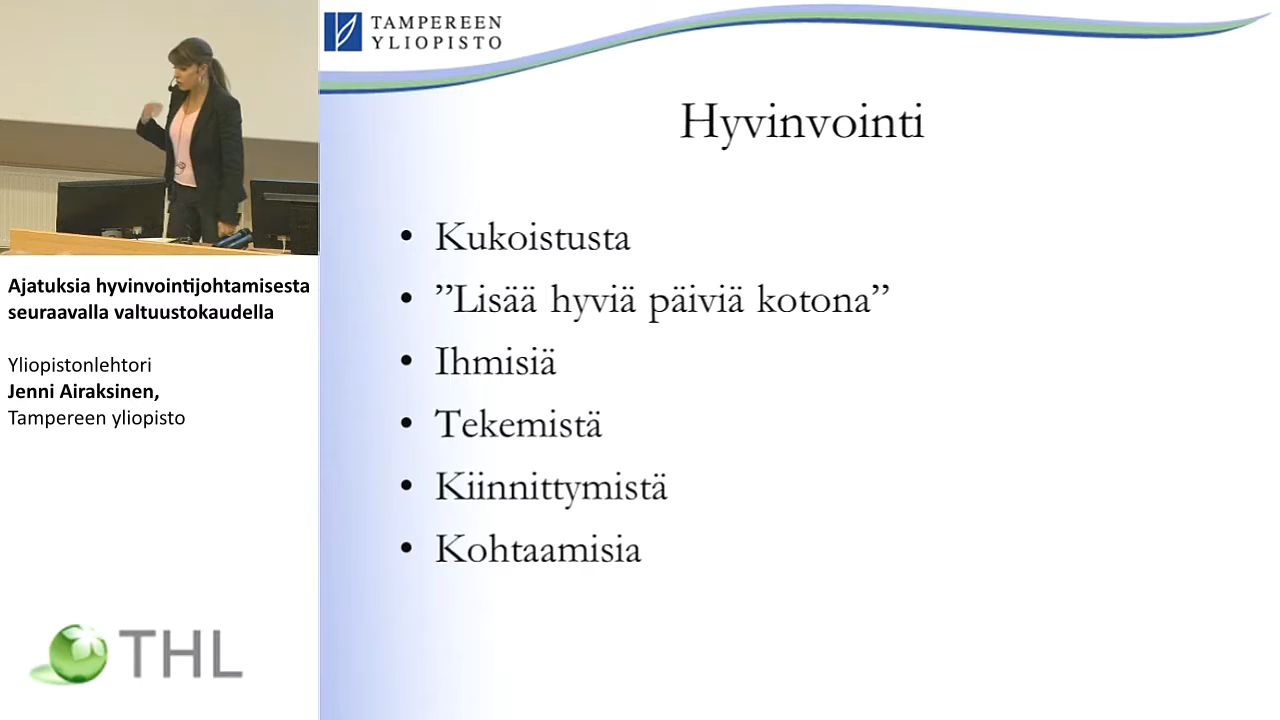 TAMPEREEN
YLIOPISTO
Hyvinvointi
• Kukoistusta
• ”Lisää hyviä päiviä kotona”
• Ihmisiä
• Tekemistä
• Kiinnittymistä
• Kohtaamisia
Ajatuksia hyvinvointijohtamisesta
seuraavalla valtuustokaudella
Yliopistonlehtori
Jenni Airaksinen,
Tampereen yliopisto
THL